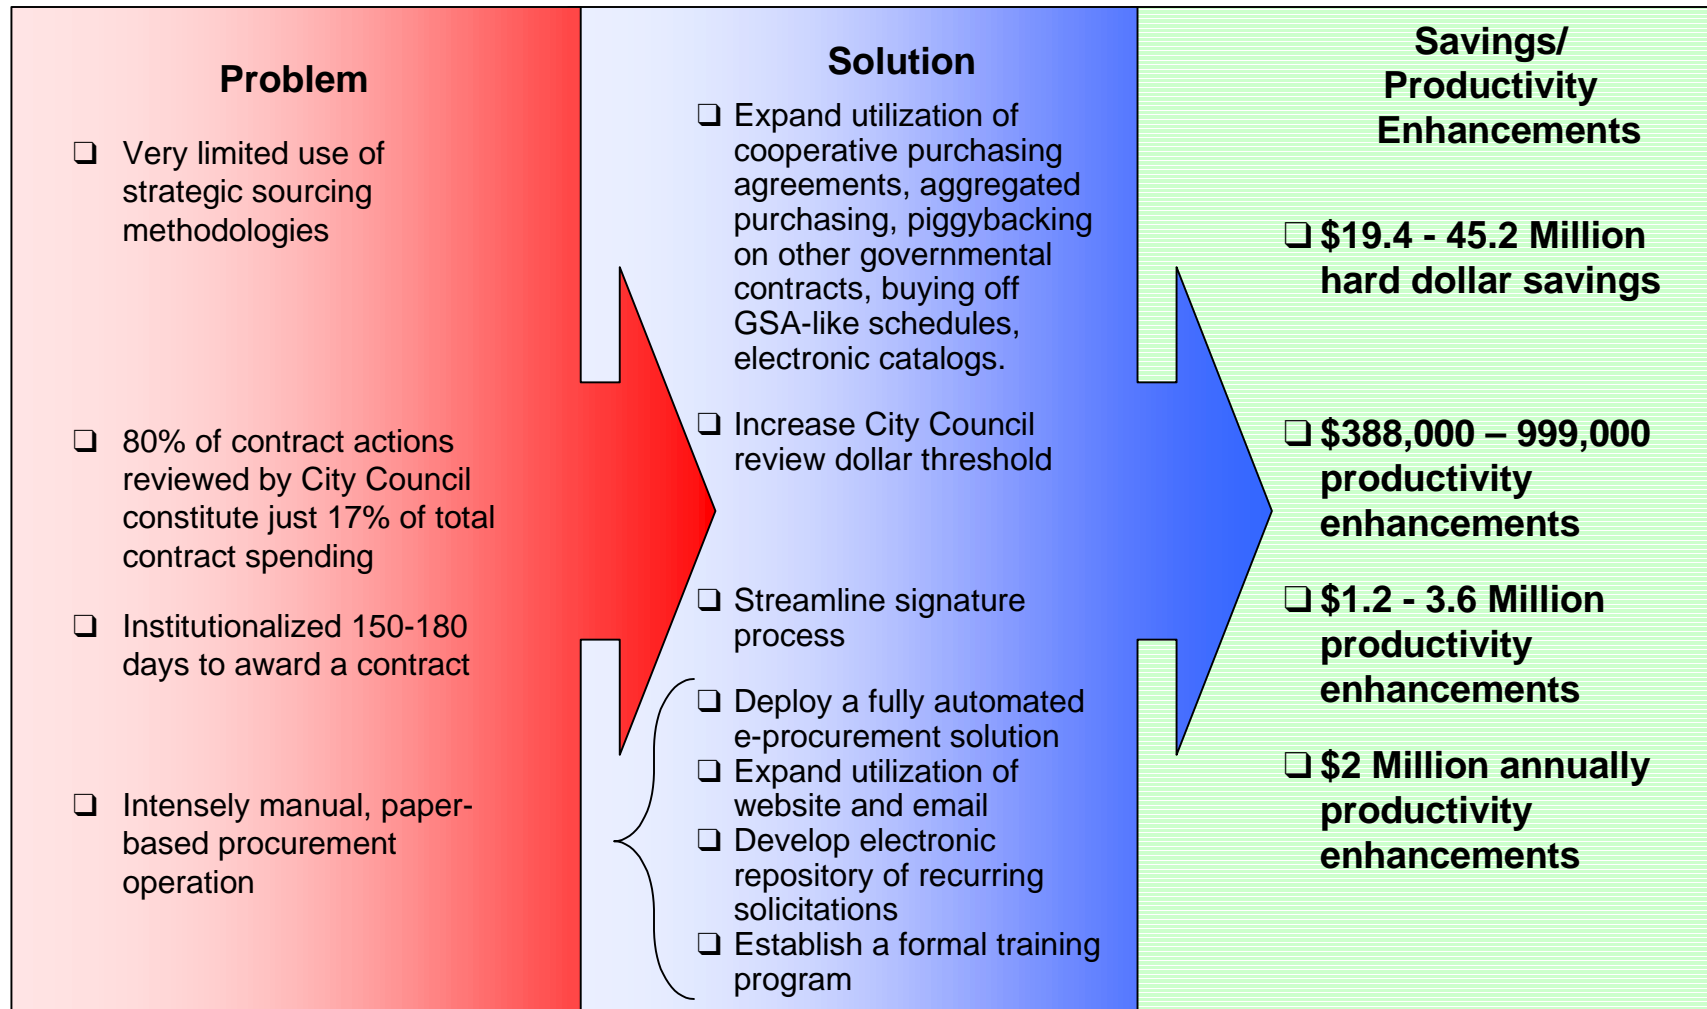 Problem
❑ Very limited use of
strategic sourcing
methodologies
❑ 80% of contract actions
reviewed by City Council
constitute just 17% of total
contract spending
❑ Institutionalized 150-180
days to award a contract
❑ Intensely manual, paper-
based procurement
operation
Solution
❑ Expand utilization of
cooperative purchasing
agreements, aggregated
purchasing, piggybacking
on other governmental
contracts, buying off
GSA-like schedules,
electronic catalogs.
❑ Increase City Council
review dollar threshold
❑ Streamline signature
process
❑ Deploy a fully automated
e-procurement solution
❑ Expand utilization of
website and email
❑ Develop electronic
repository of recurring
solicitations
❑ Establish a formal training
program
Savings/
Productivity
Enhancements
❑ $19.4 - 45.2 Million
hard dollar savings
❑ $388,000 – 999,000
productivity
enhancements
❑ $1.2 - 3.6 Million
productivity
enhancements
❑ $2 Million annually
productivity
enhancements